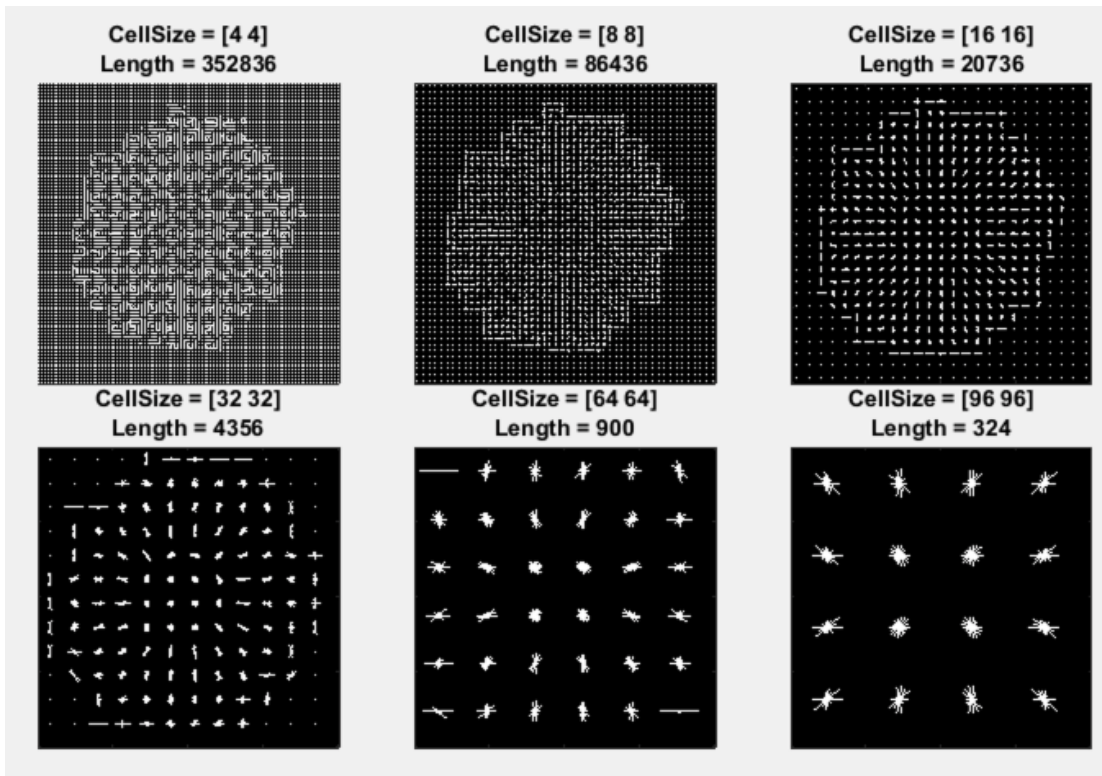 CellSize = [4 4]
Length = 352836
CellSize = [8 8]
Length = 86436
CellSize = [16 16]
Length = 20736
CellSize = [32 32]
Length = 4356
CellSize = [64 64]
Length = 900
CellSize = [96 96]
Length = 324